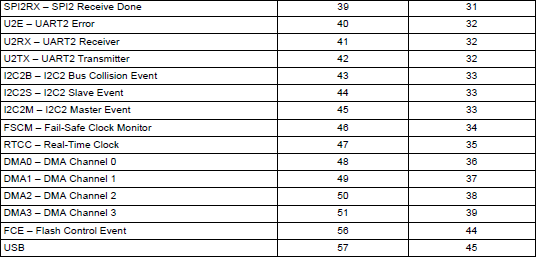 SPI2RX – SPI2 Receive Done 39 31
U2E – UART2 Error 40 32
U2RX – UART2 Receiver 41 32
U2TX – UART2 Transmitter 42 32
I2C2B – I2C2 Bus Collision Event 43 33
I2C2S – I2C2 Slave Event 44 33
I2C2M – I2C2 Master Event 45 33
FSCM – Fail-Safe Clock Monitor 46 34
RTCC – Real-Time Clock 47 35
DMA0 – DMA Channel 0 48 36
DMA1 – DMA Channel 1 49 37
DMA2 – DMA Channel 2 50 38
DMA3 – DMA Channel 3 51 39
FCE – Flash Control Event 56 44
USB 57 45